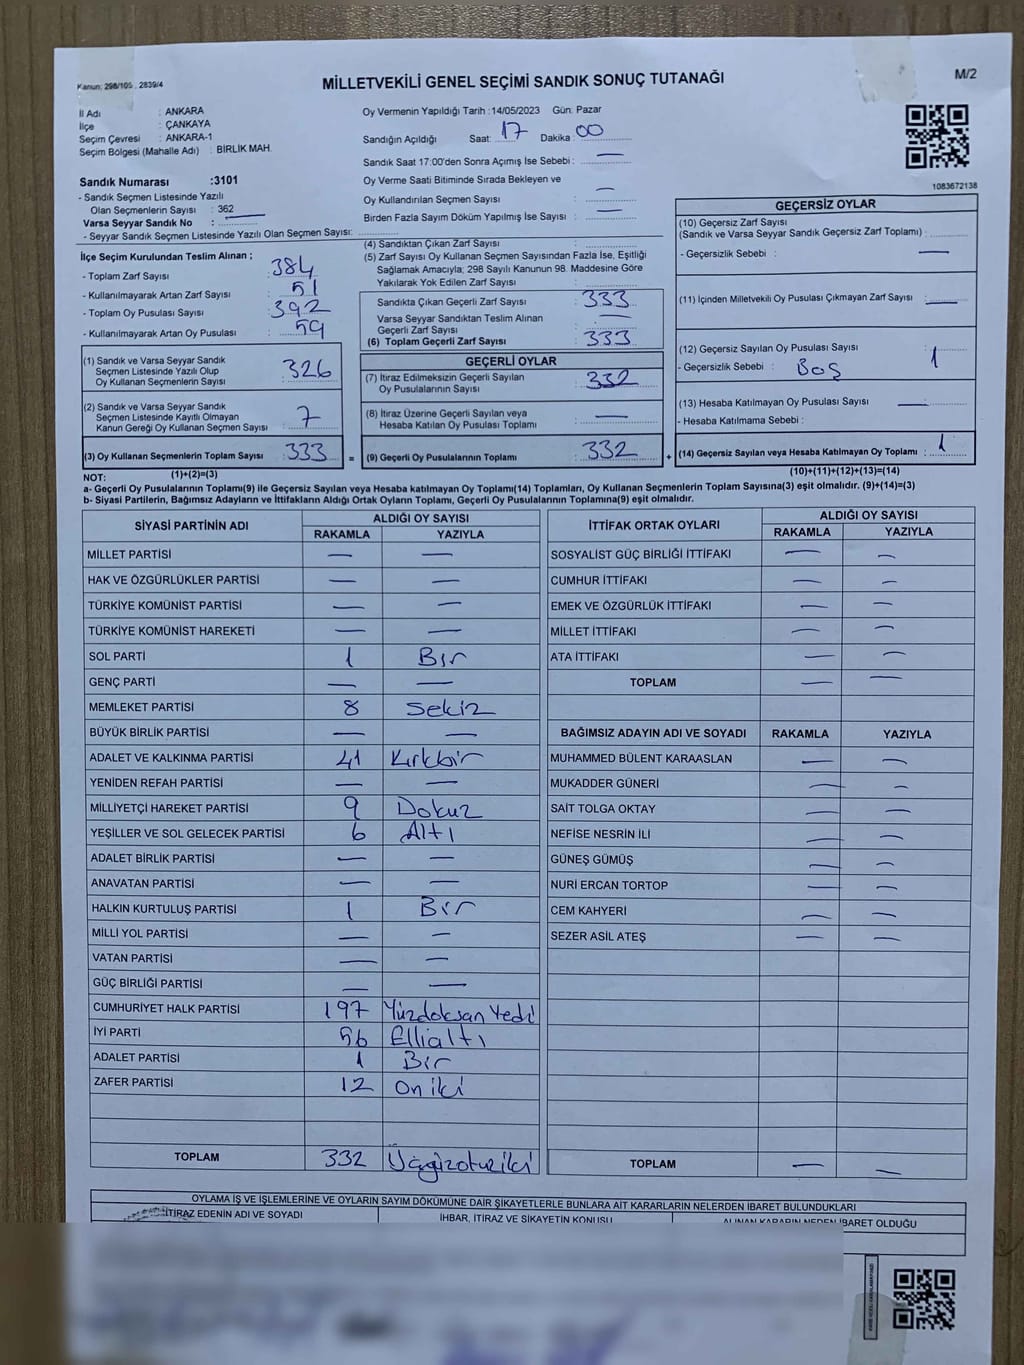 Kanun: 298/105 , 2839/4
MİLLETVEKİLİ GENEL SEÇİMİ SANDIK SONUÇ TUTANAĞI
M/2
İl Adı : ANKARA
İlçe : ÇANKAYA
Seçim Çevresi : ANKARA-1
Seçim Bölgesi (Mahalle Adı) : BİRLİK MAH.
Oy Vermenin Yapıldığı Tarih :14/05/2023 Gün: Pazar
Sandığın Açıldığı Saat: 17 Dakika 00
Sandık Saat 17:00'den Sonra Açımış İse Sebebi : —
Oy Verme Saati Bitiminde Sırada Bekleyen ve
Oy Kullandırılan Seçmen Sayısı : —
Birden Fazla Sayım Döküm Yapılmış İse Sayısı : —
1083672138
Sandık Numarası :3101
- Sandık Seçmen Listesinde Yazılı
Olan Seçmenlerin Sayısı : 362
Varsa Seyyar Sandık No : —
- Seyyar Sandık Seçmen Listesinde Yazılı Olan Seçmen Sayısı:
İlçe Seçim Kurulundan Teslim Alınan ;
- Toplam Zarf Sayısı : 384
- Kullanılmayarak Artan Zarf Sayısı : 51
- Toplam Oy Pusulası Sayısı : 392
- Kullanılmayarak Artan Oy Pusulası : 59
(1) Sandık ve Varsa Seyyar Sandık
Seçmen Listesinde Yazılı Olup
Oy Kullanan Seçmenlerin Sayısı : 326
(2) Sandık ve Varsa Seyyar Sandık
Seçmen Listesinde Kayıtlı Olmayan
Kanun Gereği Oy Kullanan Seçmen Sayısı : 7
(3) Oy Kullanan Seçmenlerin Toplam Sayısı : 333
(1)+(2)=(3)
(4) Sandıktan Çıkan Zarf Sayısı :
(5) Zarf Sayısı Oy Kullanan Seçmen Sayısından Fazla İse, Eşitliği
Sağlamak Amacıyla; 298 Sayılı Kanunun 98. Maddesine Göre
Yakılarak Yok Edilen Zarf Sayısı :
Sandıkta Çıkan Geçerli Zarf Sayısı : 333
Varsa Seyyar Sandıktan Teslim Alınan
Geçerli Zarf Sayısı : —
(6) Toplam Geçerli Zarf Sayısı : 333
GEÇERLİ OYLAR
(7) İtiraz Edilmeksizin Geçerli Sayılan
Oy Pusulalarının Sayısı : 332
(8) İtiraz Üzerine Geçerli Sayılan veya
Hesaba Katılan Oy Pusulası Toplamı : —
= (9) Geçerli Oy Pusulalarının Toplamı : 332 +
GEÇERSİZ OYLAR
(10) Geçersiz Zarf Sayısı
(Sandık ve Varsa Seyyar Sandık Geçersiz Zarf Toplamı) :
- Geçersizlik Sebebi : —
(11) İçinden Milletvekili Oy Pusulası Çıkmayan Zarf Sayısı : —
(12) Geçersiz Sayılan Oy Pusulası Sayısı : 1
- Geçersizlik Sebebi : Boş
(13) Hesaba Katılmayan Oy Pusulası Sayısı : —
- Hesaba Katılmama Sebebi :
(14) Geçersiz Sayılan veya Hesaba Katılmayan Oy Toplamı : 1
(10)+(11)+(12)+(13)=(14)
NOT:
a- Geçerli Oy Pusulalarının Toplamı(9) ile Geçersiz Sayılan veya Hesaba katılmayan Oy Toplamı(14) Toplamları, Oy Kullanan Seçmenlerin Toplam Sayısına(3) eşit olmalıdır. (9)+(14)=(3)
b- Siyasi Partilerin, Bağımsız Adayların ve İttifakların Aldığı Ortak Oyların Toplamı, Geçerli Oy Pusulalarının Toplamına(9) eşit olmalıdır.
SİYASİ PARTİNİN ADI ALDIĞI OY SAYISI
RAKAMLA YAZIYLA
MİLLET PARTİSİ — —
HAK VE ÖZGÜRLÜKLER PARTİSİ — —
TÜRKİYE KOMÜNİST PARTİSİ — —
TÜRKİYE KOMÜNİST HAREKETİ — —
SOL PARTİ 1 Bir
GENÇ PARTİ — —
MEMLEKET PARTİSİ 8 Sekiz
BÜYÜK BİRLİK PARTİSİ — —
ADALET VE KALKINMA PARTİSİ 41 Kırkbir
YENİDEN REFAH PARTİSİ — —
MİLLİYETÇİ HAREKET PARTİSİ 9 Dokuz
YEŞİLLER VE SOL GELECEK PARTİSİ 6 Altı
ADALET BİRLİK PARTİSİ — —
ANAVATAN PARTİSİ — —
HALKIN KURTULUŞ PARTİSİ 1 Bir
MİLLİ YOL PARTİSİ — —
VATAN PARTİSİ — —
GÜÇ BİRLİĞİ PARTİSİ — —
CUMHURİYET HALK PARTİSİ 197 Yüzdoksan Yedi
İYİ PARTİ 56 Ellialtı
ADALET PARTİSİ 1 Bir
ZAFER PARTİSİ 12 On iki
TOPLAM 332 Üçyüzotuziki
İTTİFAK ORTAK OYLARI ALDIĞI OY SAYISI
RAKAMLA YAZIYLA
SOSYALİST GÜÇ BİRLİĞİ İTTİFAKI — —
CUMHUR İTTİFAKI — —
EMEK VE ÖZGÜRLÜK İTTİFAKI — —
MİLLET İTTİFAKI — —
ATA İTTİFAKI — —
TOPLAM — —
BAĞIMSIZ ADAYIN ADI VE SOYADI RAKAMLA YAZIYLA
MUHAMMED BÜLENT KARAASLAN — —
MUKADDER GÜNERİ — —
SAİT TOLGA OKTAY — —
NEFİSE NESRİN İLİ — —
GÜNEŞ GÜMÜŞ — —
NURİ ERCAN TORTOP — —
CEM KAHYERİ — —
SEZER ASİL ATEŞ — —
TOPLAM — —
OYLAMA İŞ VE İŞLEMLERİNE VE OYLARIN SAYIM DÖKÜMÜNE DAİR ŞİKAYETLERLE BUNLARA AİT KARARLARIN NELERDEN İBARET BULUNDUKLARI
İTİRAZ EDENİN ADI VE SOYADI İHBAR, İTİRAZ VE SİKAYETİN KONUSU ALINAN KARARIN NEDEN İBARET OLDUĞU